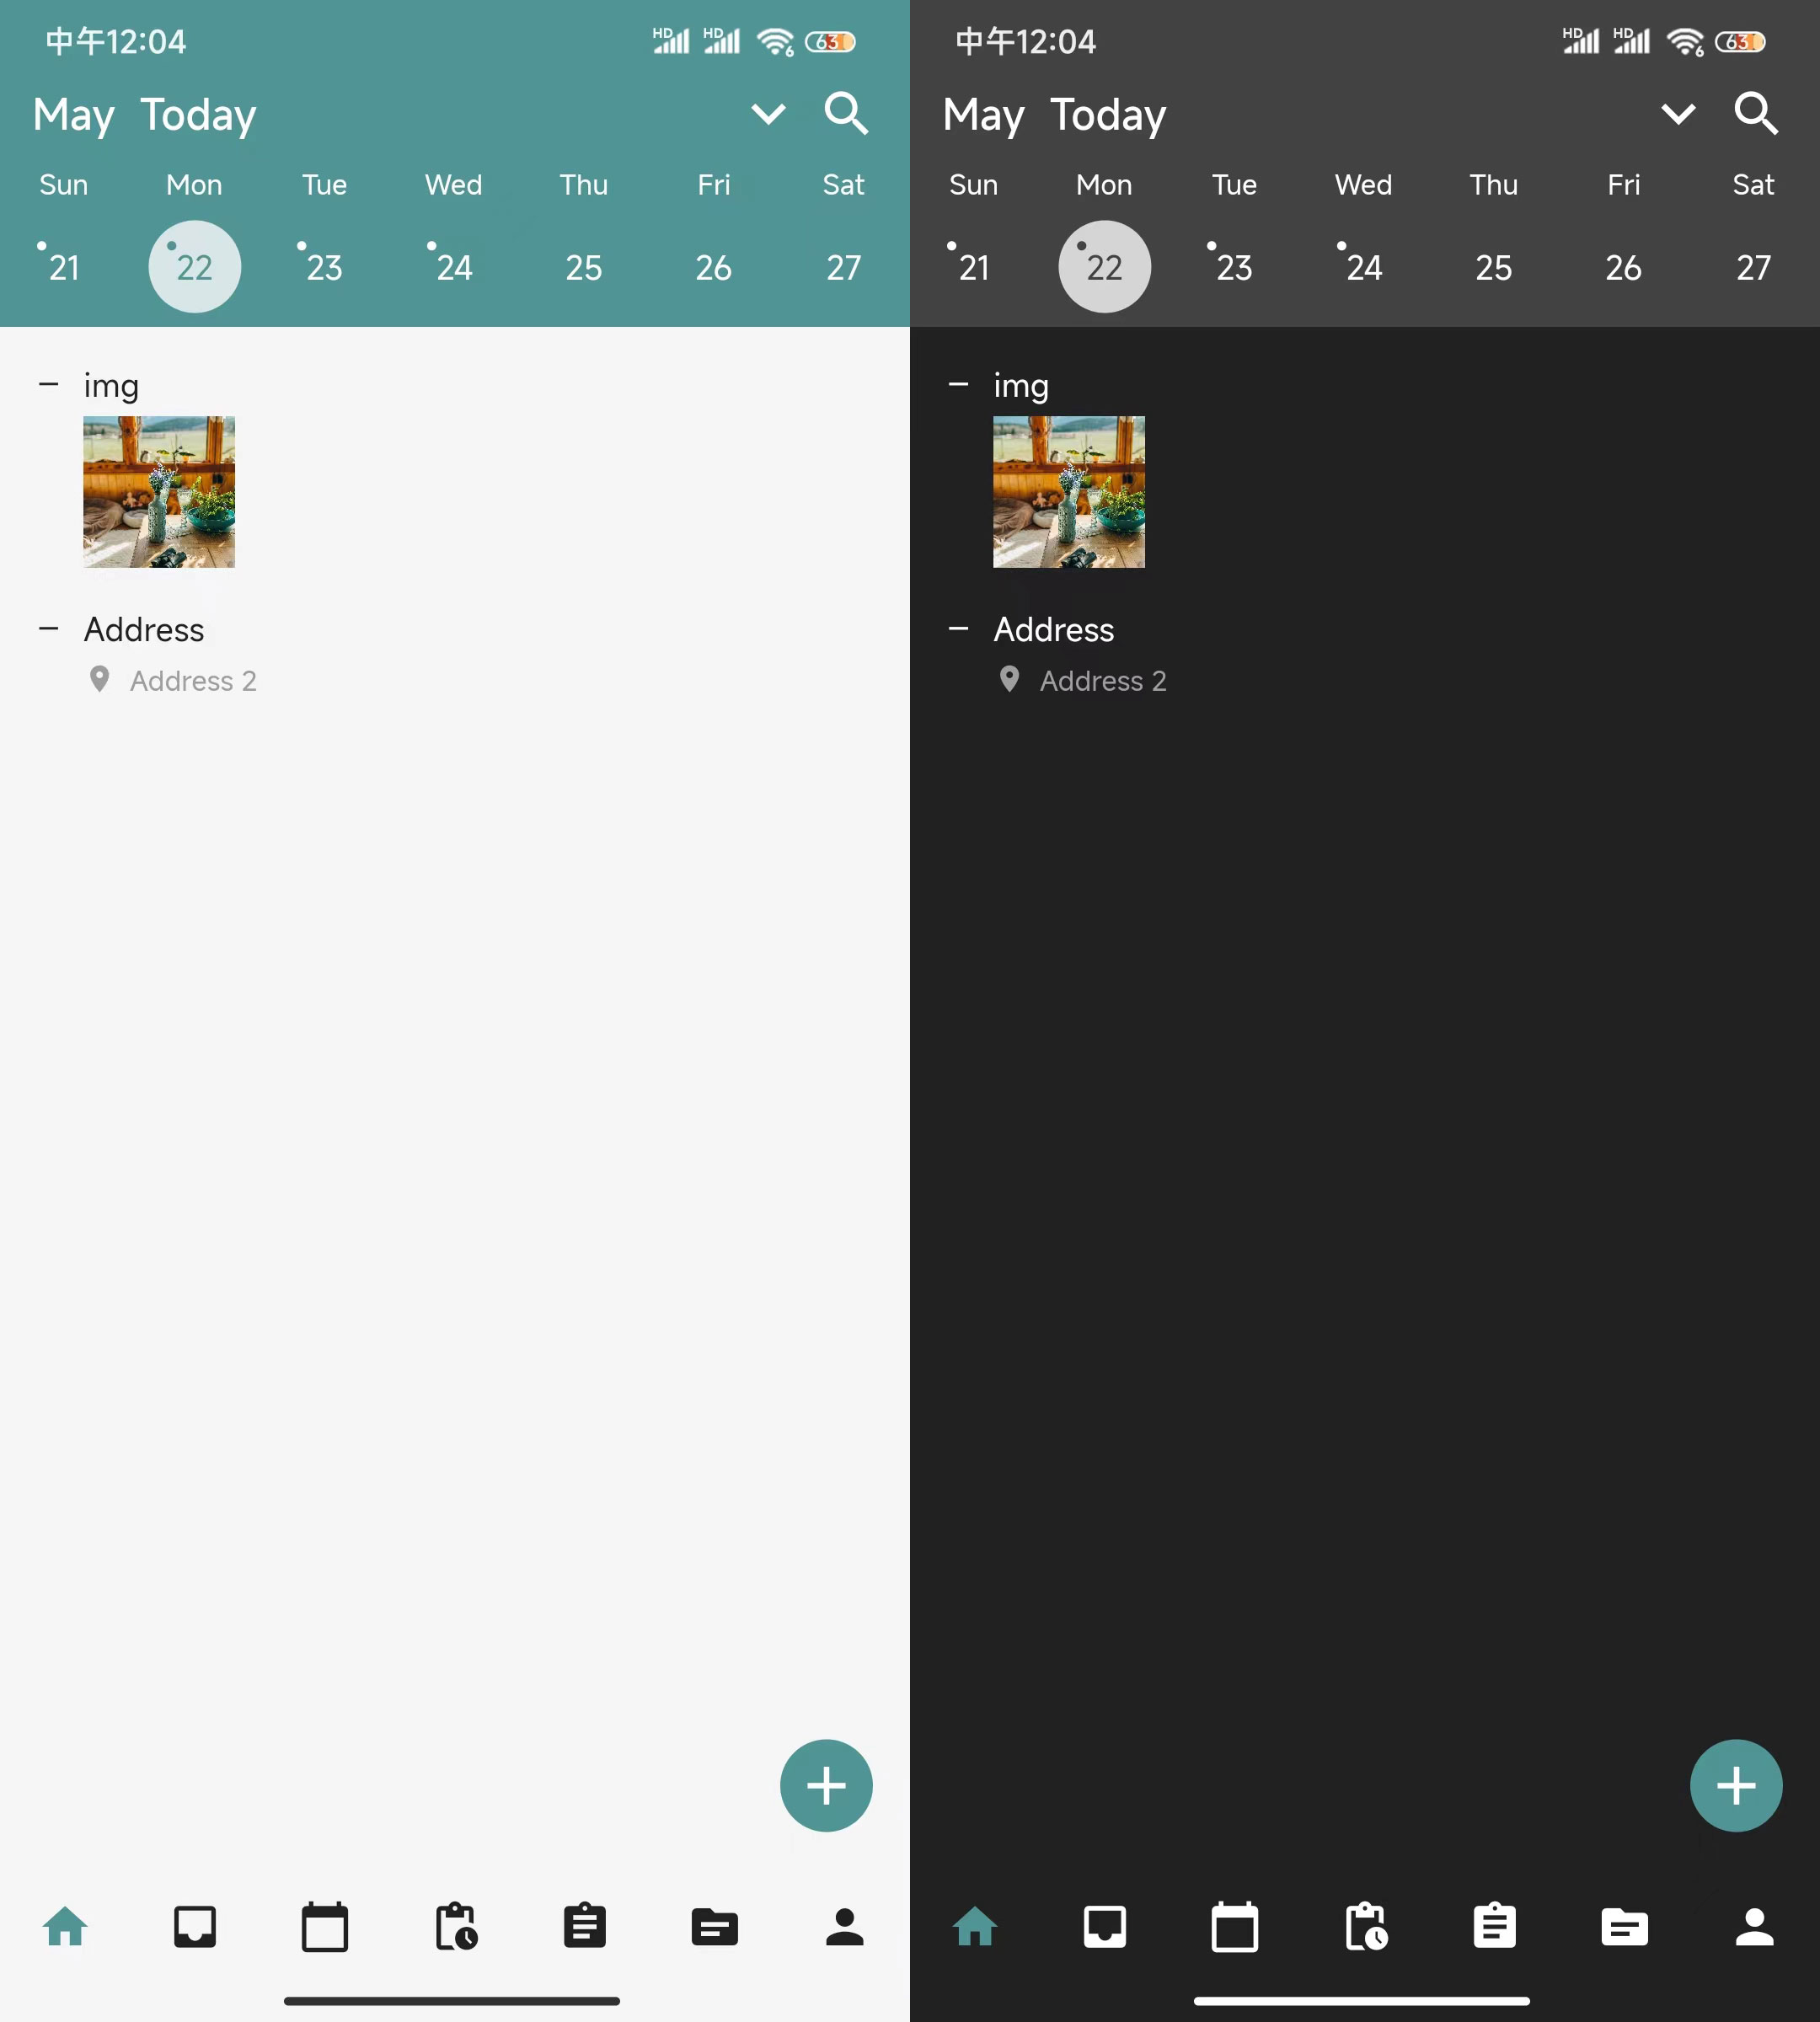 中午12:04 HD HD 6 63
May Today
Sun Mon Tue Wed Thu Fri Sat
21 22 23 24 25 26 27
img
Address
Address 2
中午12:04 HD HD 6 63
May Today
Sun Mon Tue Wed Thu Fri Sat
21 22 23 24 25 26 27
img
Address
Address 2